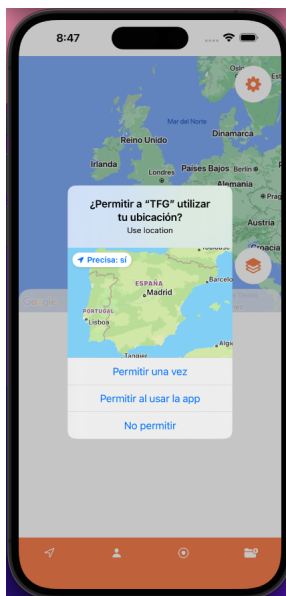 8:47
Mar del Norte
Reino Unido
Dinamarca
Irlanda
Londres
Países Bajos
Berlín
Alemania
Austria
Croacia
¿Permitir a “TFG” utilizar
tu ubicación?
Use location
Precisa: sí
ESPAÑA
Madrid
PORTUGAL
Lisboa
Tánger
Permitir una vez
Permitir al usar la app
No permitir